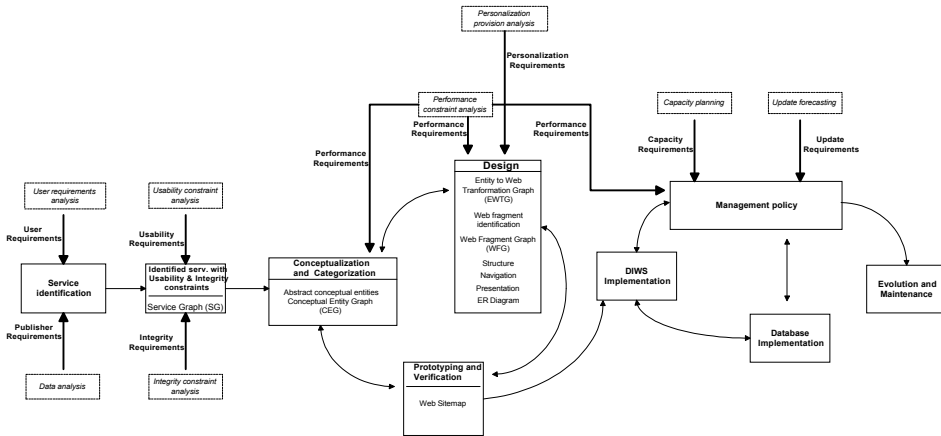 Personalization
provision analysis
Personalization
Requirements
Performance
constraint analysis
Capacity planning
Update forecasting
Performance
Requirements
Performance
Requirements
Performance
Requirements
Capacity
Requirements
Update
Requirements
Design
Entity to Web
Tranformation Graph
(EWTG)
Web fragment
identification
Web Fragment Graph
(WFG)
Structure
Navigation
Presentation
ER Diagram
User requirements
analysis
Usability constraint
analysis
Management policy
User
Requirements
Usability
Requirements
Service
identification
Identified serv. with
Usability & Integrity
constraints
Service Graph (SG)
Conceptualization
and Categorization
Abstract conceptual entities
Conceptual Entity Graph
(CEG)
DIWS
Implementation
Evolution and
Maintenance
Publisher
Requirements
Integrity
Requirements
Database
Implementation
Data analysis
Integrity constraint
analysis
Prototyping and
Verification
Web Sitemap